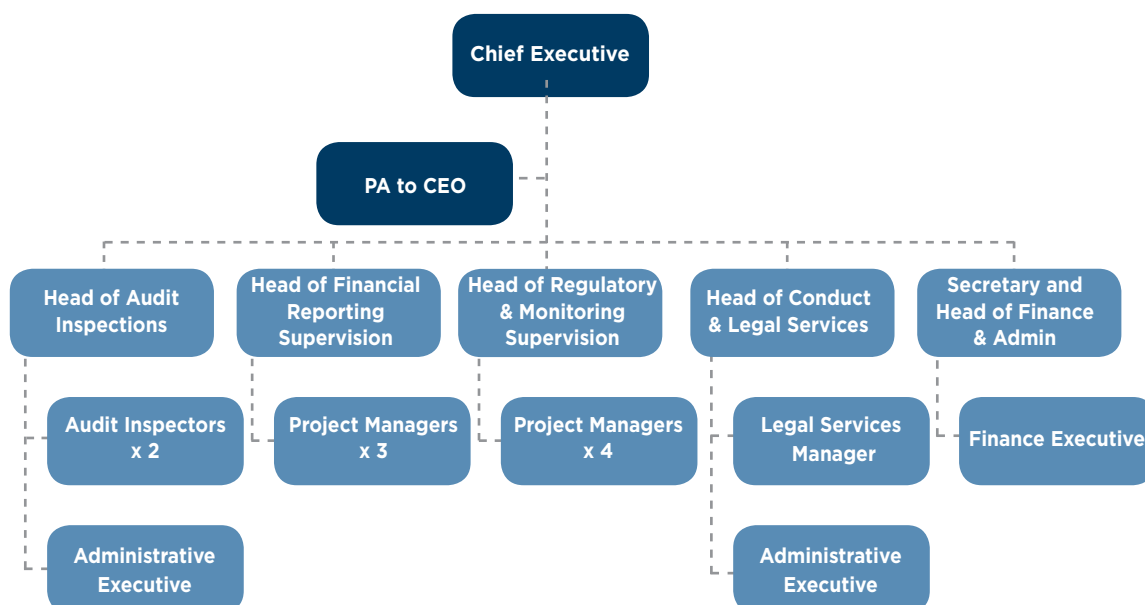 Chief Executive
PA to CEO
Head of Audit
Inspections
Head of Financial
Reporting
Supervision
Head of Regulatory
& Monitoring
Supervision
Head of Conduct
& Legal Services
Secretary and
Head of Finance
& Admin
Audit Inspectors
x 2
Project Managers
x 3
Project Managers
x 4
Legal Services
Manager
Finance Executive
Administrative
Executive
Administrative
Executive